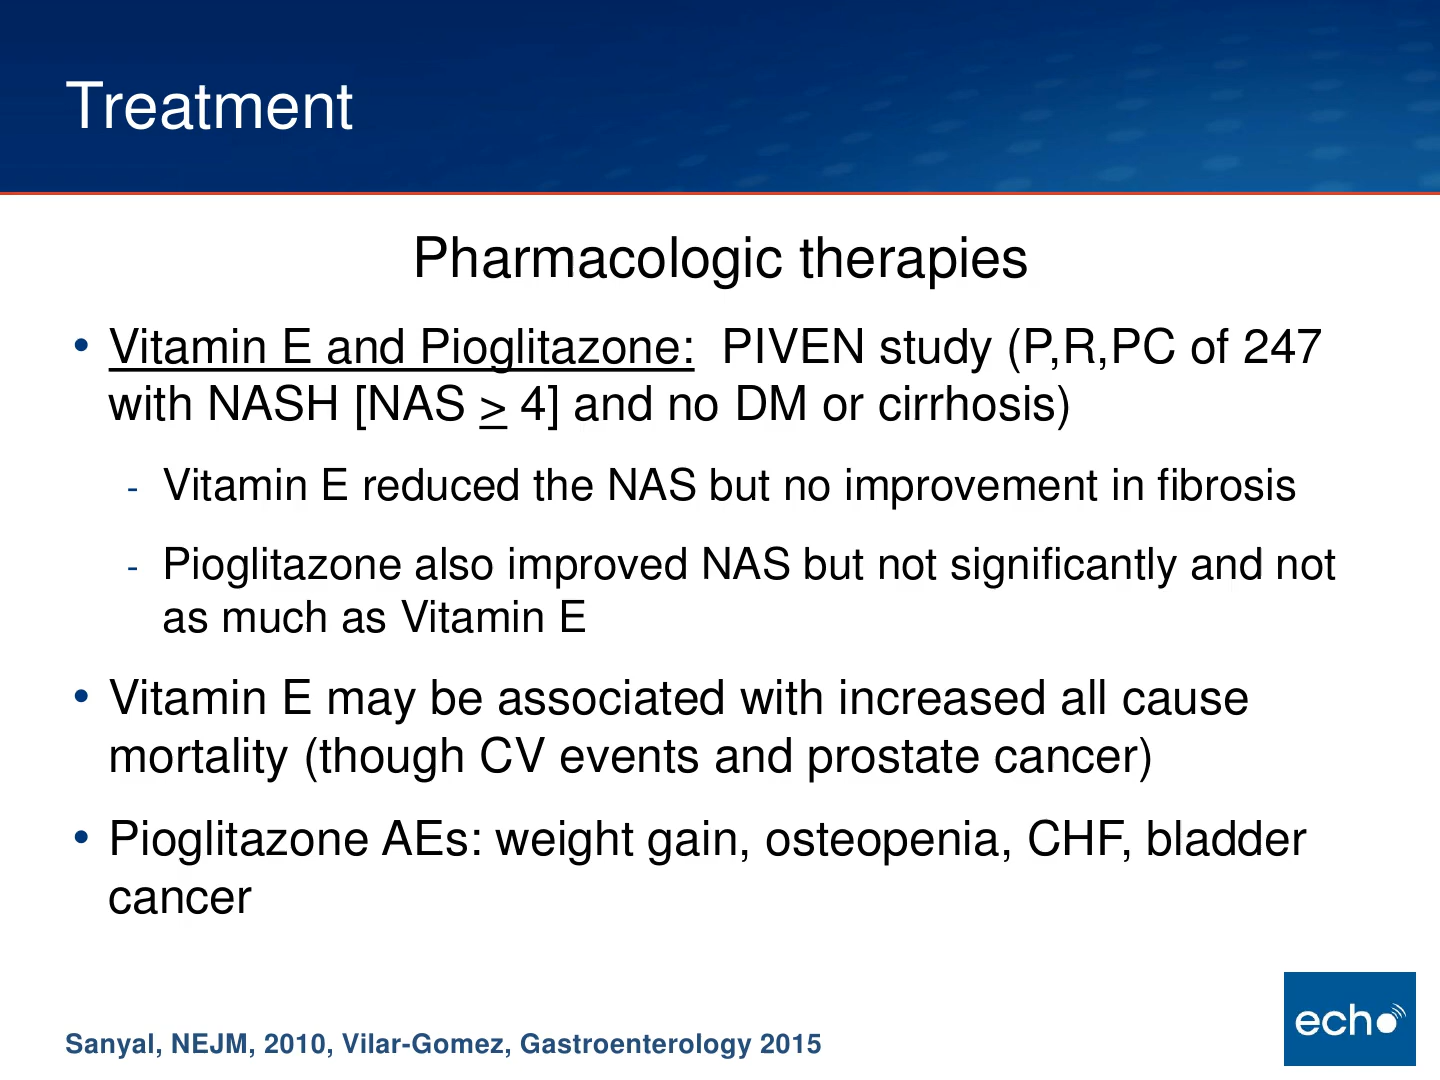 Treatment
Pharmacologic therapies
• Vitamin E and Pioglitazone: PIVEN study (P,R,PC of 247
with NASH [NAS > 4] and no DM or cirrhosis)
- Vitamin E reduced the NAS but no improvement in fibrosis
- Pioglitazone also improved NAS but not significantly and not
as much as Vitamin E
• Vitamin E may be associated with increased all cause
mortality (though CV events and prostate cancer)
• Pioglitazone AEs: weight gain, osteopenia, CHF, bladder
cancer
Sanyal, NEJM, 2010, Vilar-Gomez, Gastroenterology 2015
echo